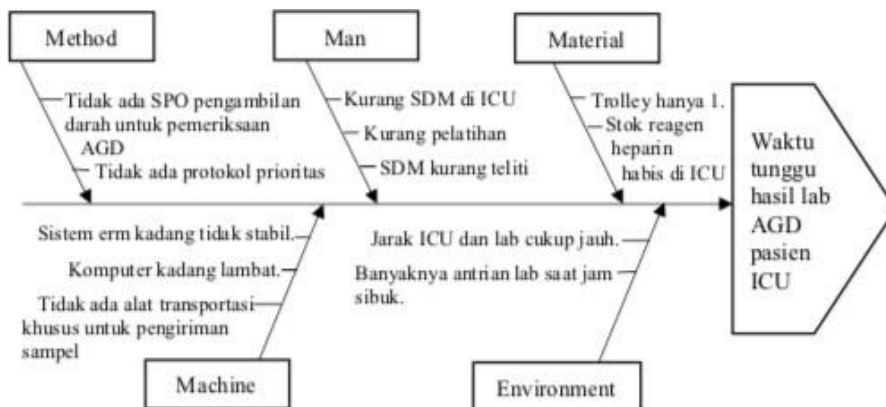 Method
Man
Material
Tidak ada SPO pengambilan
darah untuk pemeriksaan
AGD
Tidak ada protokol prioritas
Kurang SDM di ICU
Kurang pelatihan
SDM kurang teliti
Trolley hanya 1.
Stok reagen
heparin
habis di ICU
Waktu
tunggu
hasil lab
AGD
pasien
ICU
Sistem erm kadang tidak stabil.
Komputer kadang lambat.
Tidak ada alat transportasi
khusus untuk pengiriman
sampel
Jarak ICU dan lab cukup jauh.
Banyaknya antrian lab saat jam
sibuk.
Machine
Environment